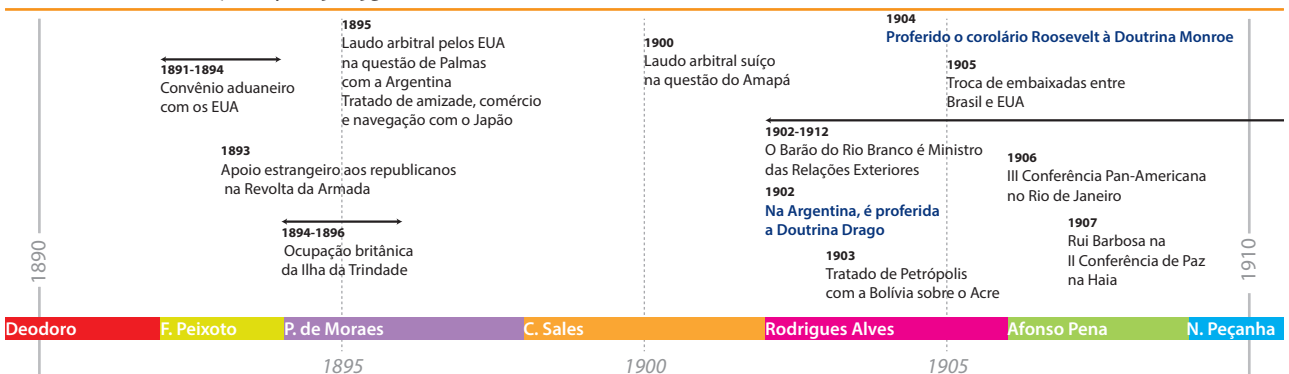 1891-1894
Convênio aduaneiro
com os EUA
1893
Apoio estrangeiro aos republicanos
na Revolta da Armada
1894-1896
Ocupação britânica
da Ilha da Trindade
1895
Laudo arbitral pelos EUA
na questão de Palmas
com a Argentina
Tratado de amizade, comércio
e navegação com o Japão
1900
Laudo arbitral suíço
na questão do Amapá
1904
Proferido o corolário Roosevelt à Doutrina Monroe
1905
Troca de embaixadas entre
Brasil e EUA
1902-1912
O Barão do Rio Branco é Ministro
das Relações Exteriores
1902
Na Argentina, é proferida
a Doutrina Drago
1903
Tratado de Petrópolis
com a Bolívia sobre o Acre
1906
III Conferência Pan-Americana
no Rio de Janeiro
1907
Rui Barbosa na
II Conferência de Paz
na Haia
1890
1910
Deodoro
F. Peixoto
P. de Moraes
C. Sales
Rodrigues Alves
Afonso Pena
N. Peçanha
1895
1900
1905